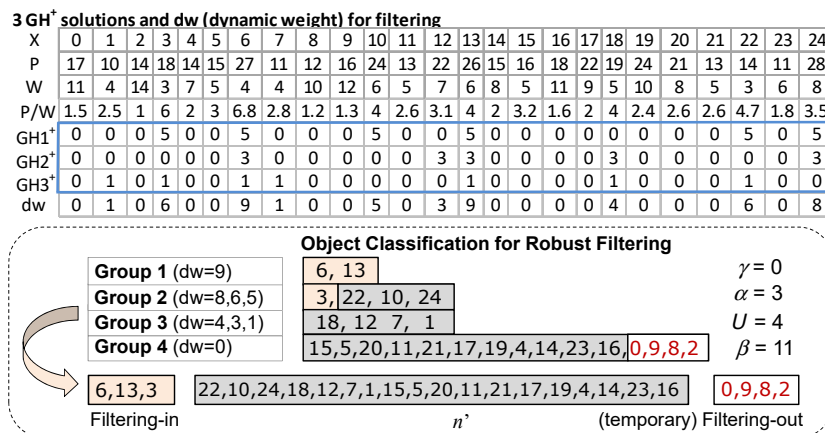 3 GH⁺ solutions and dw (dynamic weight) for filtering
X 0 1 2 3 4 5 6 7 8 9 10 11 12 13 14 15 16 17 18 19 20 21 22 23 24
P 17 10 14 18 14 15 27 11 12 16 24 13 22 26 15 16 18 22 19 24 21 13 14 11 28
W 11 4 14 3 7 5 4 4 10 12 6 5 7 6 8 5 11 9 5 10 8 5 3 6 8
P/W 1.5 2.5 1 6 2 3 6.8 2.8 1.2 1.3 4 2.6 3.1 4 2 3.2 1.6 2 4 2.4 2.6 2.6 4.7 1.8 3.5
GH1⁺ 0 0 0 5 0 0 5 0 0 0 5 0 0 5 0 0 0 0 0 0 0 0 5 0 5
GH2⁺ 0 0 0 0 0 0 3 0 0 0 0 0 3 3 0 0 0 0 3 0 0 0 0 0 3
GH3⁺ 0 1 0 1 0 0 1 1 0 0 0 0 0 1 0 0 0 0 1 0 0 0 1 0 0
dw 0 1 0 6 0 0 9 1 0 0 5 0 3 9 0 0 0 0 4 0 0 0 6 0 8
Object Classification for Robust Filtering
Group 1 (dw=9) 6, 13 γ = 0
Group 2 (dw=8,6,5) 3, 22, 10, 24 α = 3
Group 3 (dw=4,3,1) 18, 12 7, 1 U = 4
Group 4 (dw=0) 15,5,20,11,21,17,19,4,14,23,16,0,9,8,2 β = 11
6,13,3 22,10,24,18,12,7,1,15,5,20,11,21,17,19,4,14,23,16 0,9,8,2
Filtering-in n' (temporary) Filtering-out